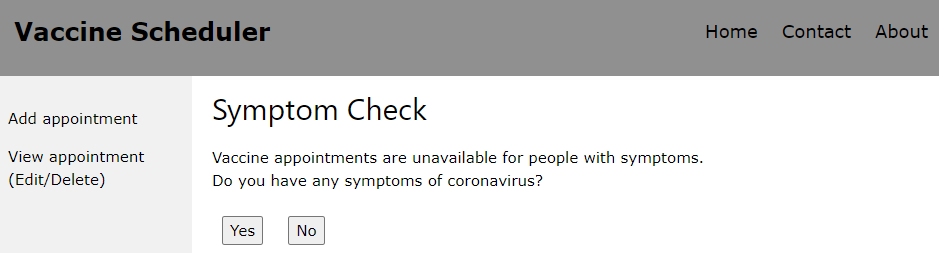 Vaccine Scheduler
Home Contact About
Add appointment
View appointment
(Edit/Delete)
Symptom Check
Vaccine appointments are unavailable for people with symptoms.
Do you have any symptoms of coronavirus?
Yes No